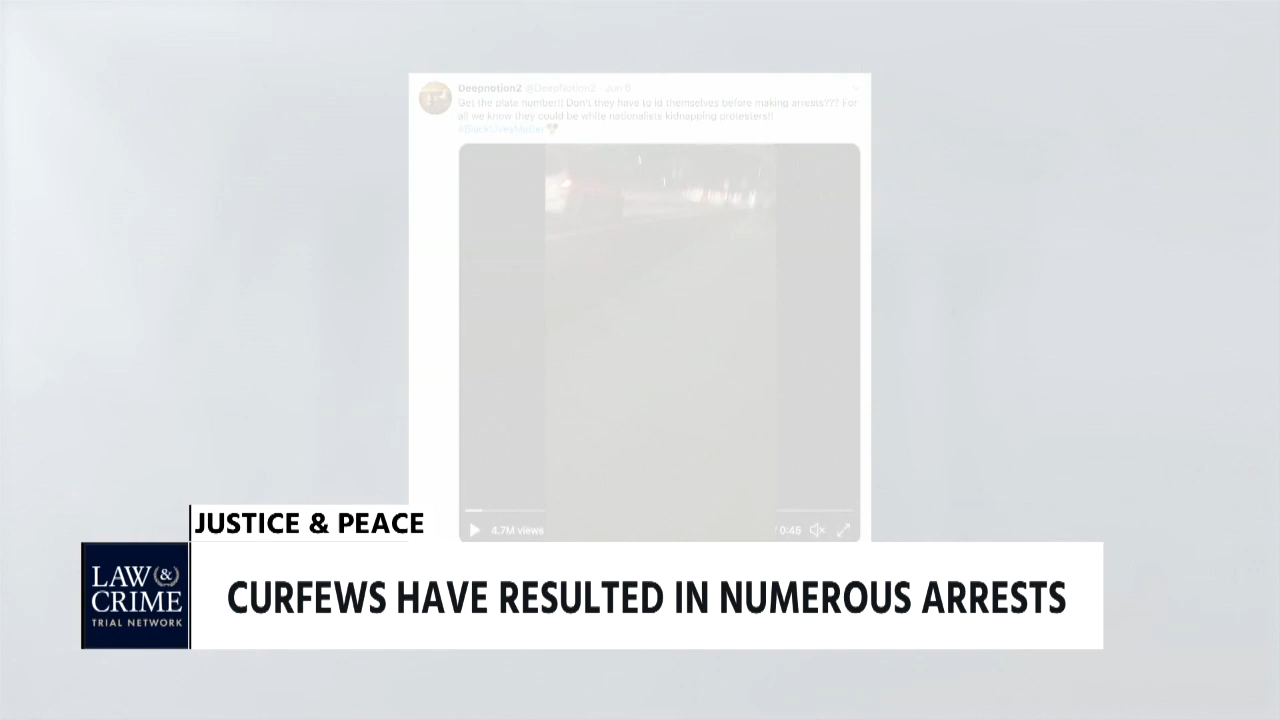 Deepnotion2 @DeepNotion2 · Jun 6
Get the plate number!! Don't they have to id themselves before making arrests??? For
all we know they could be white nationalists kidnapping protesters!!
#BlackLivesMatter
4.7M views
0:46
JUSTICE & PEACE
LAW &
CRIME
TRIAL NETWORK
CURFEWS HAVE RESULTED IN NUMEROUS ARRESTS